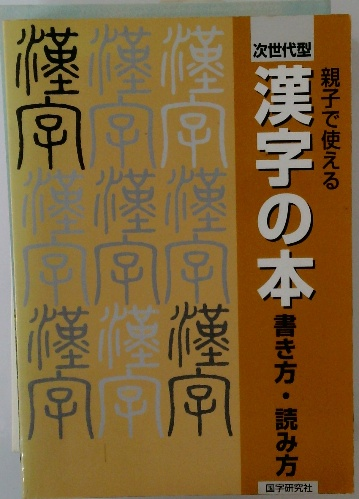 親子で使える
次世代型
漢字の本
書き方・読み方
国字研究社
漢 漢 漢
字 字 字
漢 漢 漢
字 字 字
漢 漢 漢
字 字 字